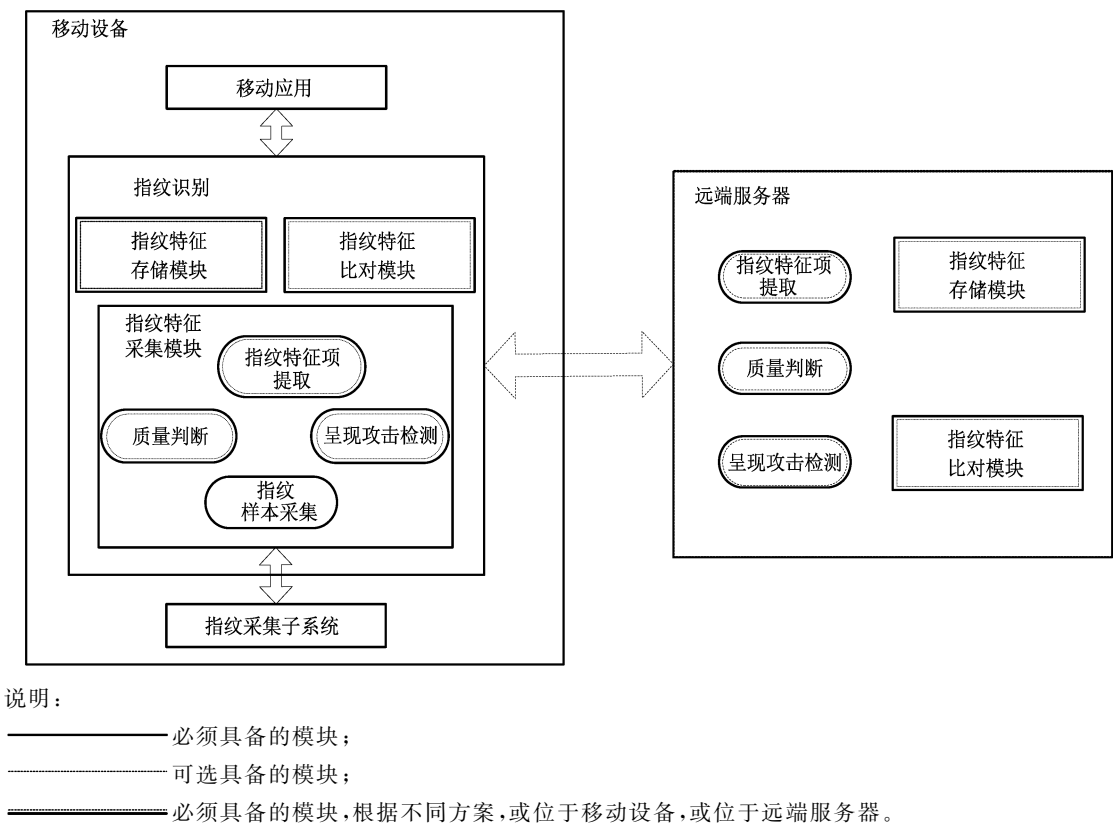 移动设备
移动应用
指纹识别
指纹特征
存储模块
指纹特征
比对模块
指纹特征
采集模块
指纹特征项
提取
质量判断
呈现攻击检测
指纹
样本采集
指纹采集子系统
远端服务器
指纹特征项
提取
指纹特征
存储模块
质量判断
指纹特征
比对模块
呈现攻击检测
说明：
必须具备的模块；
可选具备的模块；
必须具备的模块,根据不同方案,或位于移动设备,或位于远端服务器。